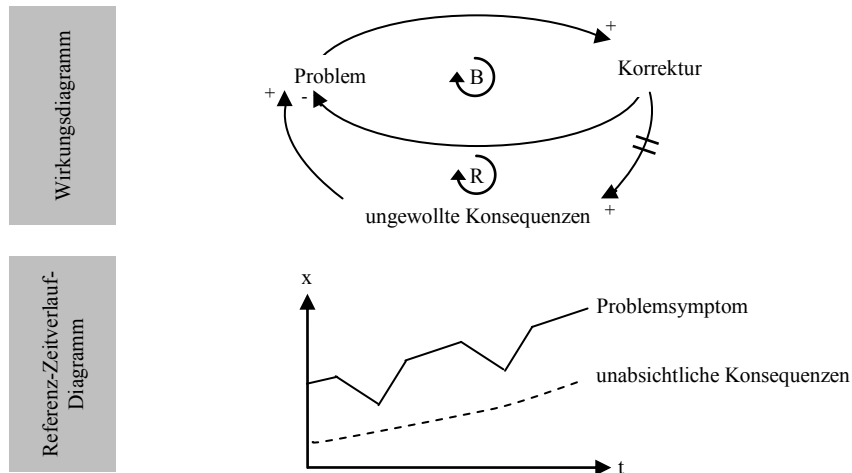 Wirkungsdiagramm
+
Problem
B
Korrektur
+
-
R
ungewollte Konsequenzen
+
Referenz-Zeitverlauf-
Diagramm
x
Problemsymptom
unabsichtliche Konsequenzen
t